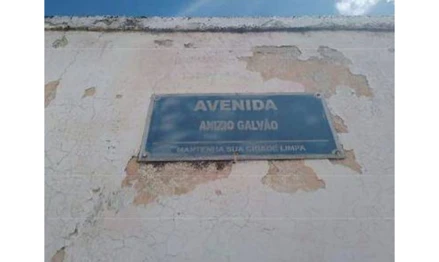 AVENIDA
ANIZIO GALVÃO
MANTENHA SUA CIDADE LIMPA